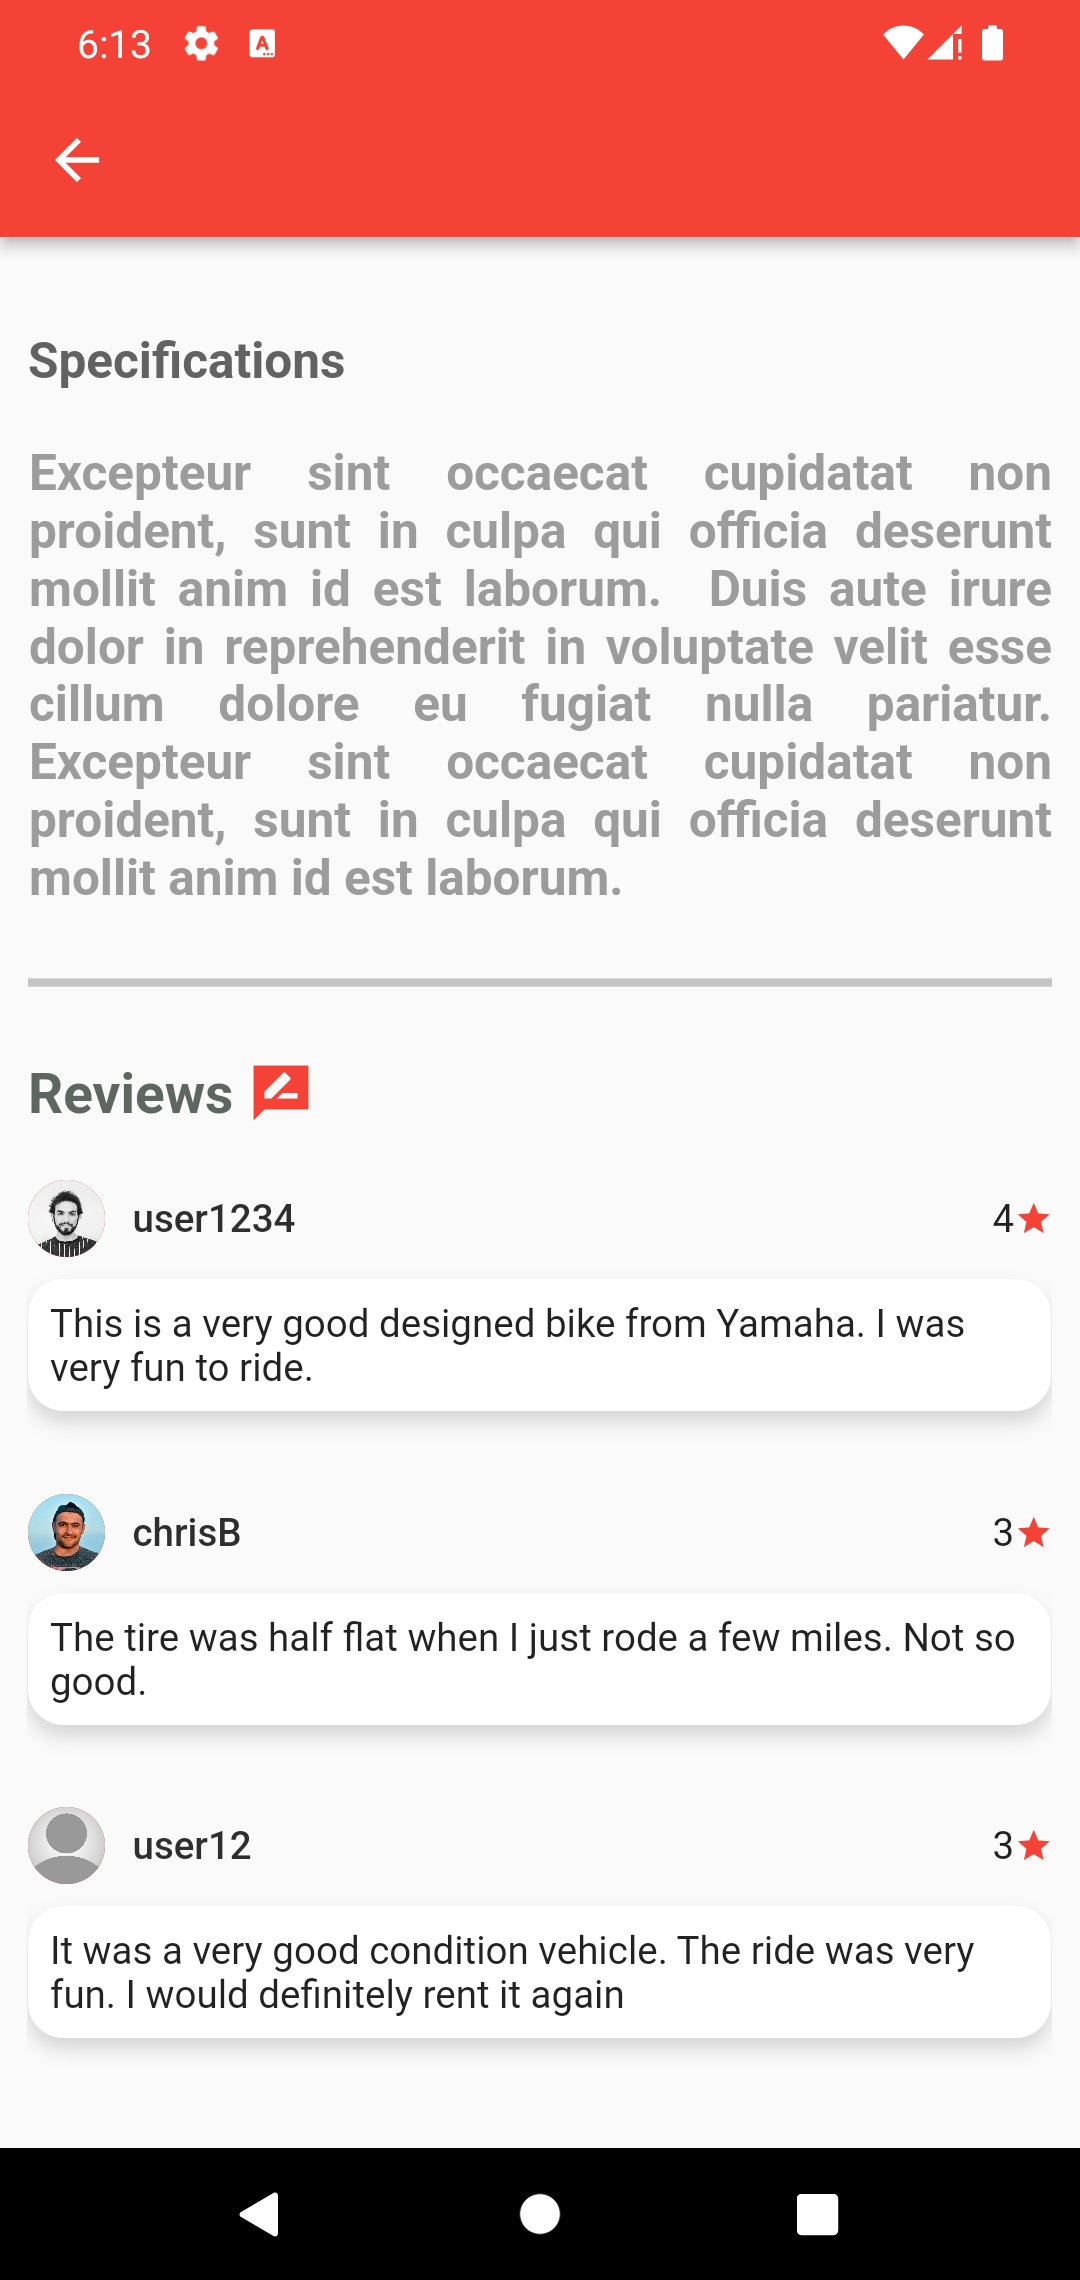 6:13
Specifications
Excepteur sint occaecat cupidatat non
proident, sunt in culpa qui officia deserunt
mollit anim id est laborum.  Duis aute irure
dolor in reprehenderit in voluptate velit esse
cillum dolore eu fugiat nulla pariatur.
Excepteur sint occaecat cupidatat non
proident, sunt in culpa qui officia deserunt
mollit anim id est laborum.
Reviews
user1234 4
This is a very good designed bike from Yamaha. I was
very fun to ride.
chrisB 3
The tire was half flat when I just rode a few miles. Not so
good.
user12 3
It was a very good condition vehicle. The ride was very
fun. I would definitely rent it again